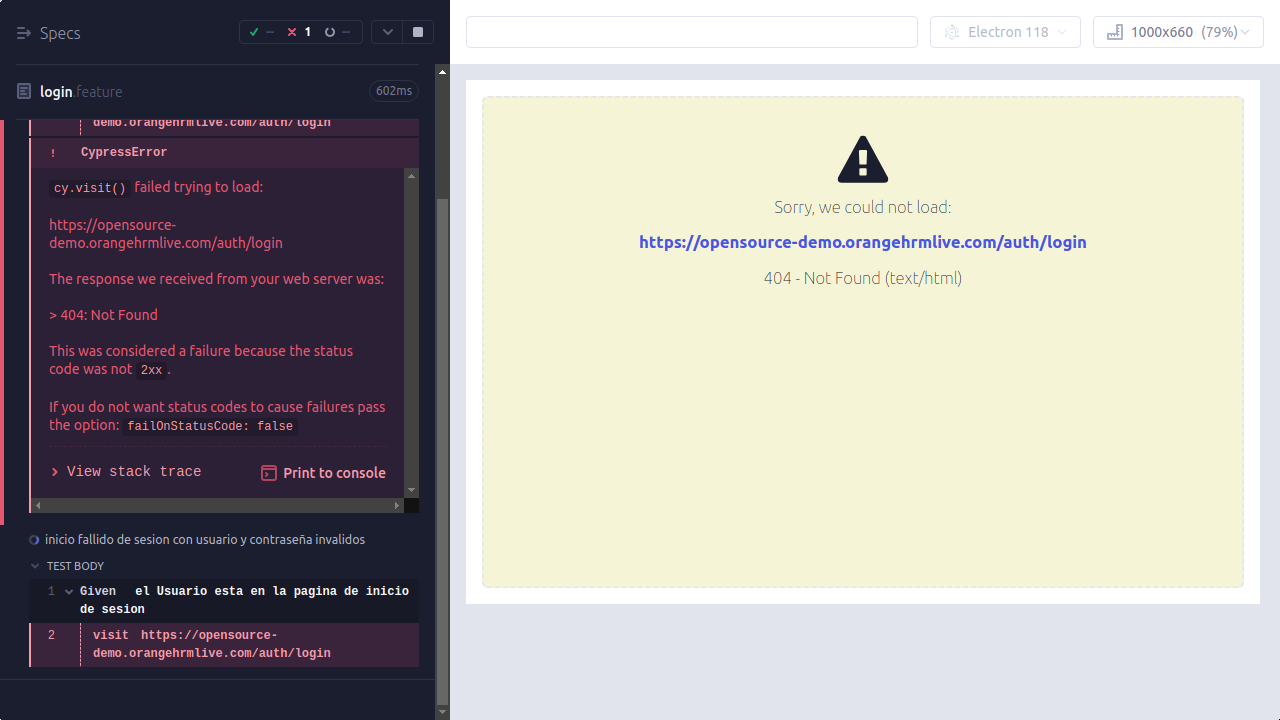 Specs
-- 1 --
Electron 118
1000x660 (79%)
login.feature
602ms
demo.orangehrmlive.com/auth/login
! CypressError
cy.visit() failed trying to load:
https://opensource-
demo.orangehrmlive.com/auth/login
The response we received from your web server was:
> 404: Not Found
This was considered a failure because the status
code was not 2xx.
If you do not want status codes to cause failures pass
the option: failOnStatusCode: false
View stack trace
Print to console
inicio fallido de sesion con usuario y contraseña invalidos
TEST BODY
1 Given el Usuario esta en la pagina de inicio
de sesion
2 visit https://opensource-
demo.orangehrmlive.com/auth/login
Sorry, we could not load:
https://opensource-demo.orangehrmlive.com/auth/login
404 - Not Found (text/html)